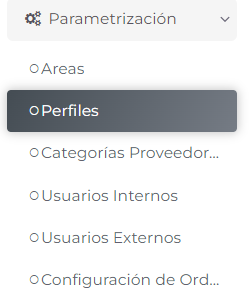 Parametrización
Areas
Perfiles
Categorías Proveedor...
Usuarios Internos
Usuarios Externos
Configuración de Ord...